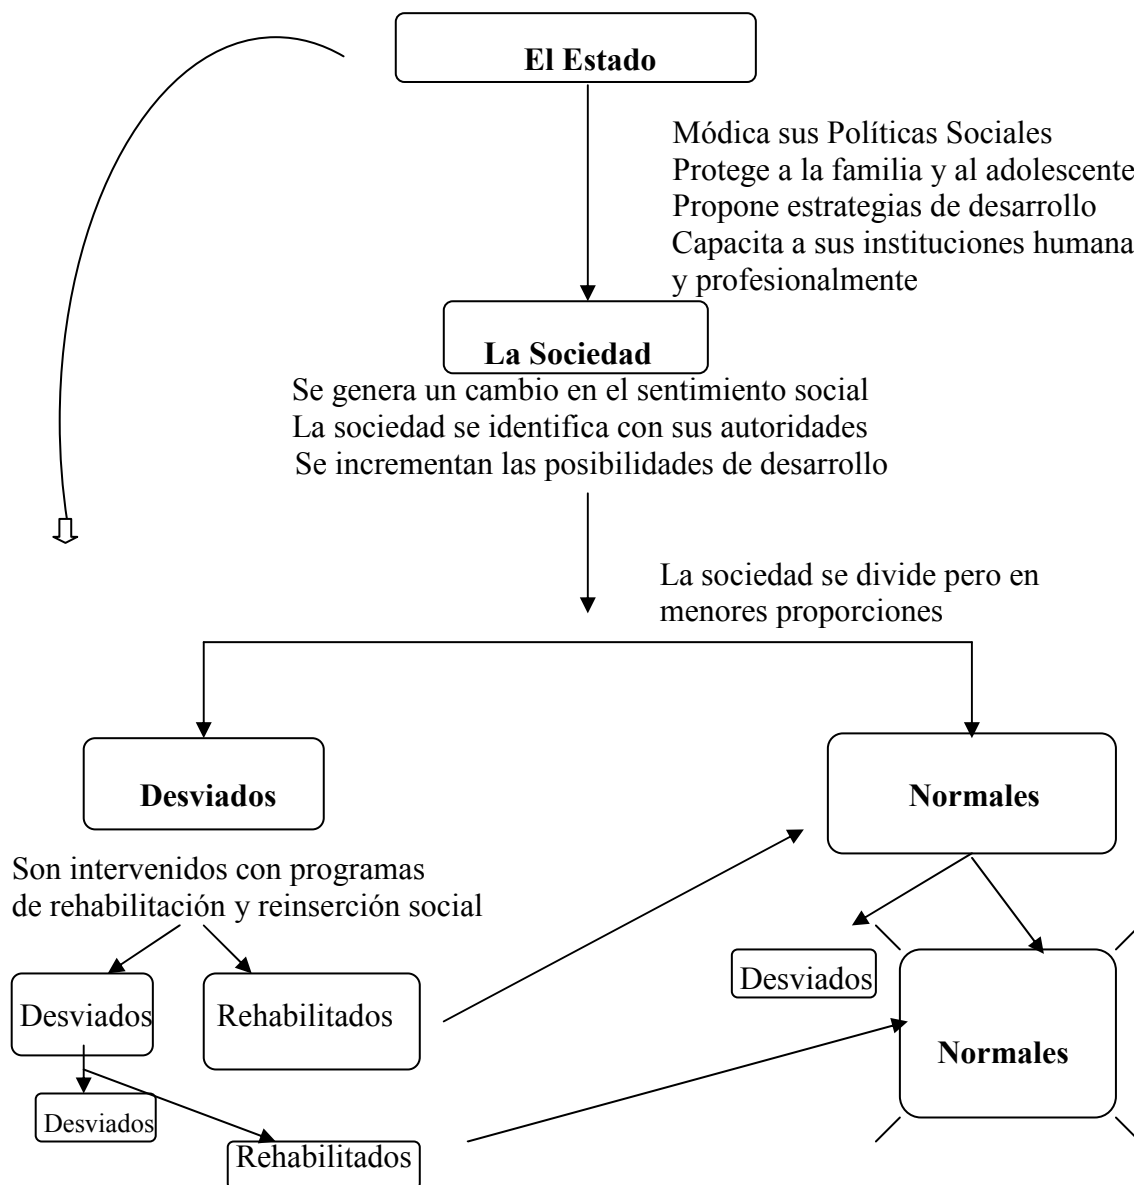 El Estado
Módica sus Políticas Sociales
Protege a la familia y al adolescente
Propone estrategias de desarrollo
Capacita a sus instituciones humana
y profesionalmente
La Sociedad
Se genera un cambio en el sentimiento social
La sociedad se identifica con sus autoridades
Se incrementan las posibilidades de desarrollo
La sociedad se divide pero en
menores proporciones
Desviados
Normales
Son intervenidos con programas
de rehabilitación y reinserción social
Desviados
Rehabilitados
Desviados
Normales
Desviados
Rehabilitados